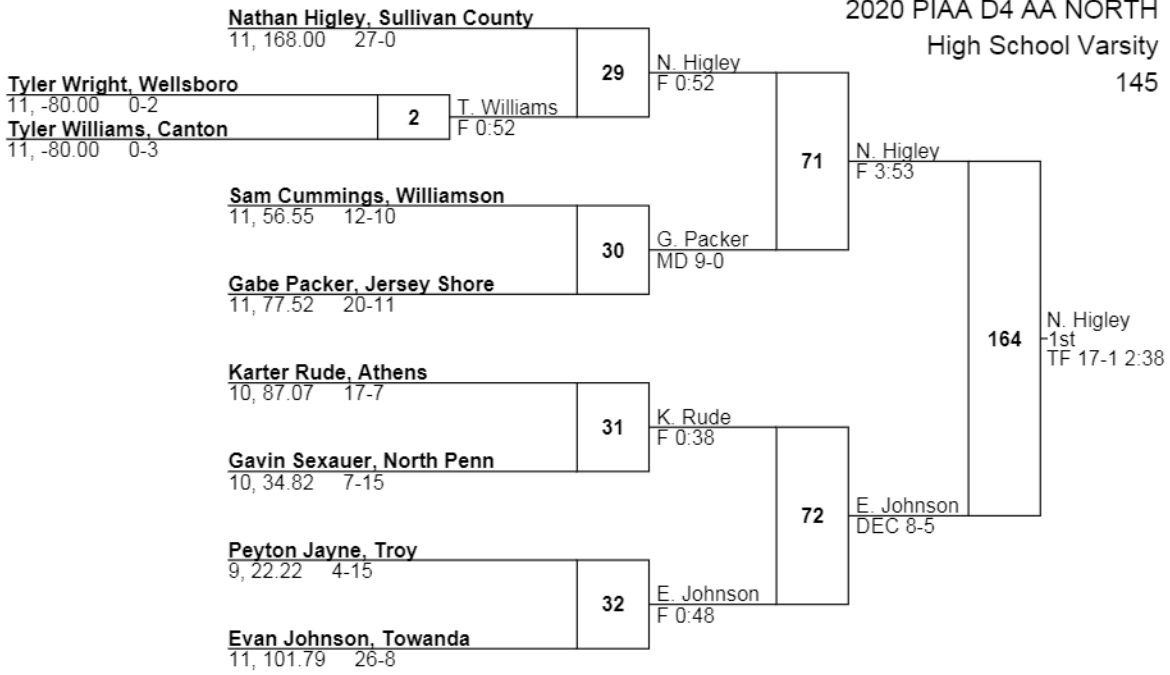 2020 PIAA D4 AA NORTH
High School Varsity
145
Nathan Higley, Sullivan County
11, 168.00 27-0
29
N. Higley
F 0:52
Tyler Wright, Wellsboro
11, -80.00 0-2
2
T. Williams
F 0:52
Tyler Williams, Canton
11, -80.00 0-3
71
N. Higley
F 3:53
Sam Cummings, Williamson
11, 56.55 12-10
30
G. Packer
MD 9-0
Gabe Packer, Jersey Shore
11, 77.52 20-11
164
N. Higley
1st
TF 17-1 2:38
Karter Rude, Athens
10, 87.07 17-7
31
K. Rude
F 0:38
Gavin Sexauer, North Penn
10, 34.82 7-15
72
E. Johnson
DEC 8-5
Peyton Jayne, Troy
9, 22.22 4-15
32
E. Johnson
F 0:48
Evan Johnson, Towanda
11, 101.79 26-8